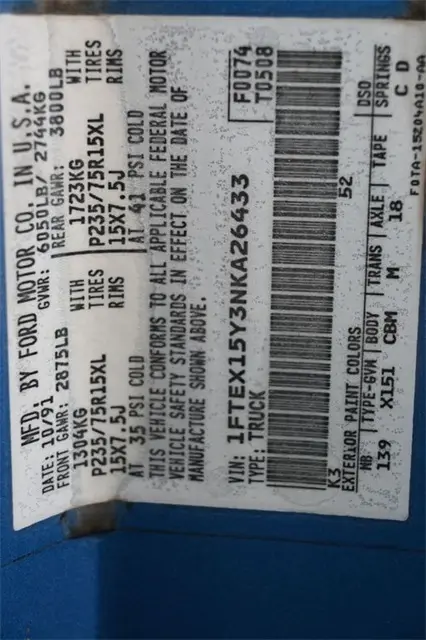 MFD. BY FORD MOTOR CO. IN U.S.A.
DATE: 10/91 GVWR: 6050LB/ 2744KG
FRONT GAWR: 2875LB REAR GAWR: 3800LB
1304KG WITH 1723KG WITH
P235/75R15XL TIRES P235/75R15XL TIRES
15X7.5J RIMS 15X7.5J RIMS
AT 35 PSI COLD AT 41 PSI COLD
THIS VEHICLE CONFORMS TO ALL APPLICABLE FEDERAL MOTOR
VEHICLE SAFETY STANDARDS IN EFFECT ON THE DATE OF
MANUFACTURE SHOWN ABOVE.
F0074
T0508
VIN: 1FTEX15Y3NKA26433
TYPE: TRUCK
K3 52
EXTERIOR PAINT COLORS DSO
WB TYPE-GVW BODY TRANS AXLE TAPE SPRINGS
139 X151 CBM M 18 C D
F0TA-15Z04A10-AA